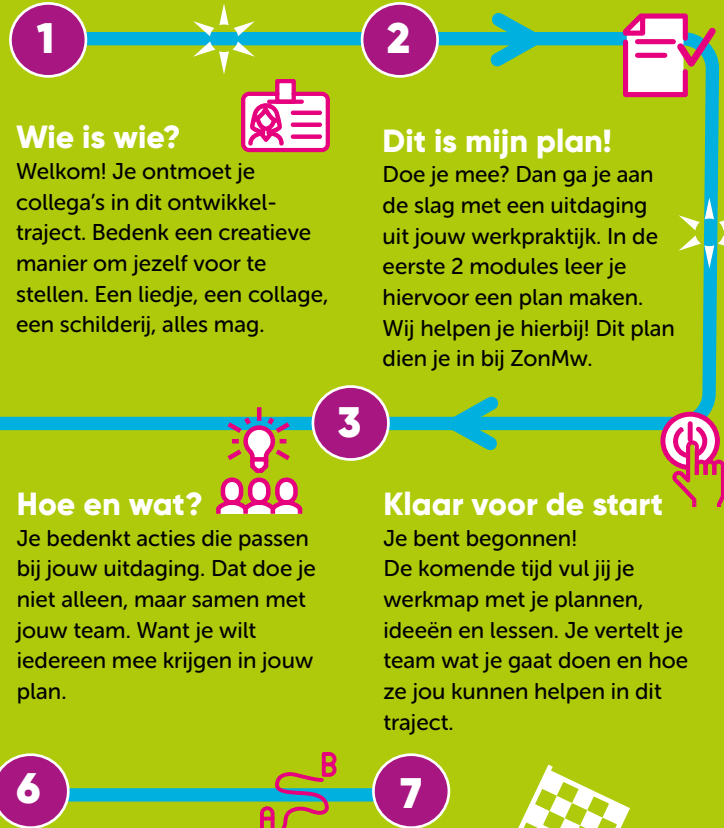 1
2
Wie is wie?
Welkom! Je ontmoet je
collega's in dit ontwikkel-
traject. Bedenk een creatieve
manier om jezelf voor te
stellen. Een liedje, een collage,
een schilderij, alles mag.
Dit is mijn plan!
Doe je mee? Dan ga je aan
de slag met een uitdaging
uit jouw werkpraktijk. In de
eerste 2 modules leer je
hiervoor een plan maken.
Wij helpen je hierbij! Dit plan
dien je in bij ZonMw.
3
Klaar voor de start
Je bent begonnen!
De komende tijd vul jij je
werkmap met je plannen,
ideeën en lessen. Je vertelt je
team wat je gaat doen en hoe
ze jou kunnen helpen in dit
traject.
Hoe en wat?
Je bedenkt acties die passen
bij jouw uitdaging. Dat doe je
niet alleen, maar samen met
jouw team. Want je wilt
iedereen mee krijgen in jouw
plan.
6
A
B
7